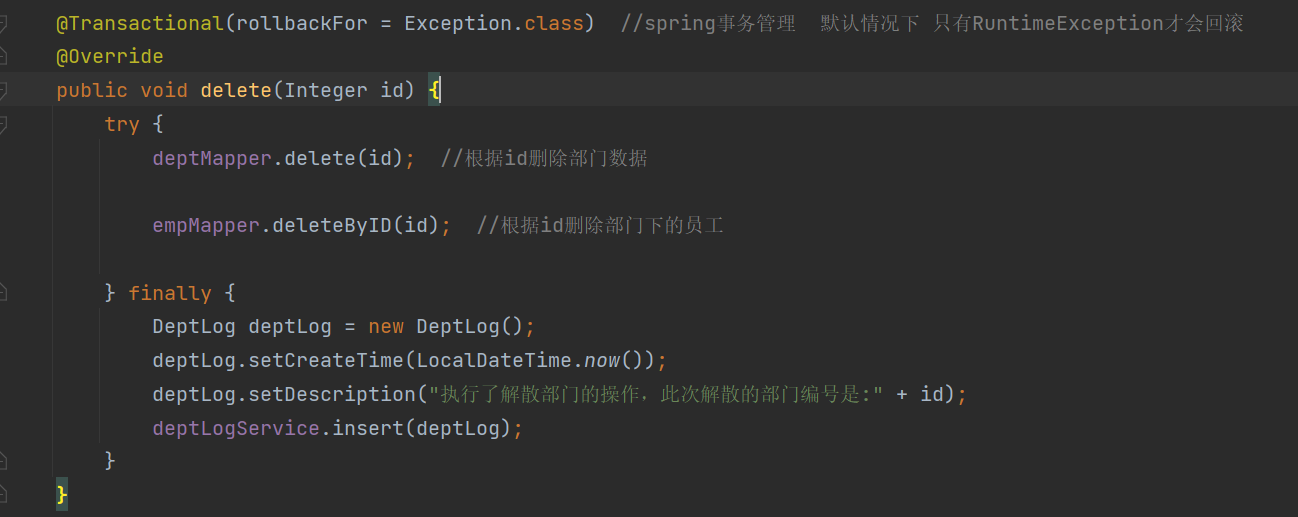 @Transactional(rollbackFor = Exception.class)  //spring事务管理  默认情况下 只有RuntimeException才会回滚
@Override
public void delete(Integer id) {
try {
deptMapper.delete(id);  //根据id删除部门数据
empMapper.deleteByID(id);  //根据id删除部门下的员工
} finally {
DeptLog deptLog = new DeptLog();
deptLog.setCreateTime(LocalDateTime.now());
deptLog.setDescription("执行了解散部门的操作，此次解散的部门编号是:" + id);
deptLogService.insert(deptLog);
}
}